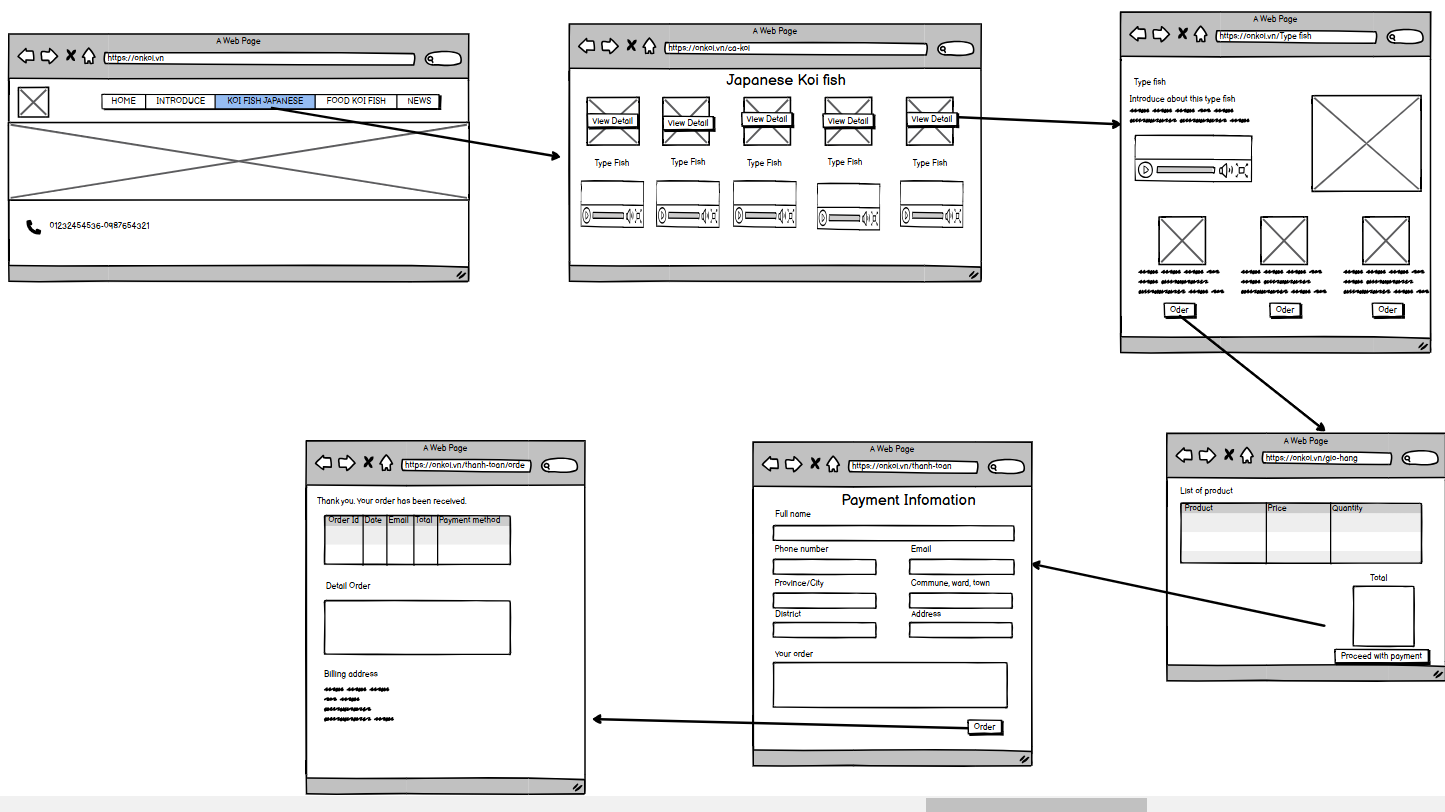 A Web Page
https://onkoi.vn
HOME INTRODUCE KOI FISH JAPANESE FOOD KOI FISH NEWS
01232454536-0987654321
A Web Page
https://onkoi.vn/ca-koi
Japanese Koi fish
View Detail View Detail View Detail View Detail View Detail
Type Fish Type Fish Type Fish Type Fish Type Fish
A Web Page
https://onkoi.vn/Type fish
Type fish
Introduce about this type fish
Oder Oder Oder
A Web Page
https://onkoi.vn/gio-hang
List of product
Product Price Quantity
Total
Proceed with payment
A Web Page
https://onkoi.vn/thanh-toan
Payment Infomation
Full name
Phone number Email
Province/City Commune, ward, town
District Address
Your order
Order
A Web Page
https://onkoi.vn/thanh-toan/orde
Thank you. Your order has been received.
Order Id Date Email Total Payment method
Detail Order
Billing address